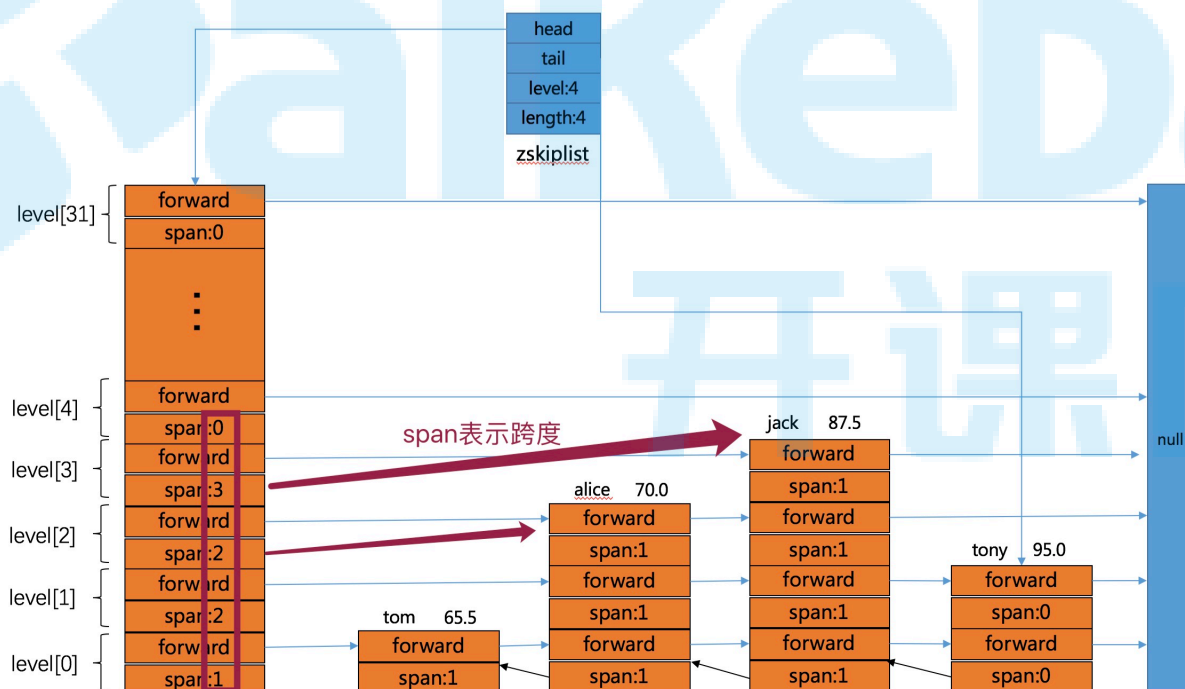 head
tail
level:4
length:4
zskiplist
level[31]
forward
span:0
level[4]
forward
span:0
level[3]
forward
span:3
level[2]
forward
span:2
level[1]
forward
span:2
level[0]
forward
span:1
span表示跨度
tom 65.5
forward
span:1
alice 70.0
forward
span:1
forward
span:1
forward
span:1
jack 87.5
forward
span:1
forward
span:1
forward
span:1
forward
span:1
tony 95.0
forward
span:0
forward
span:0
null
KaiKeBa
开课